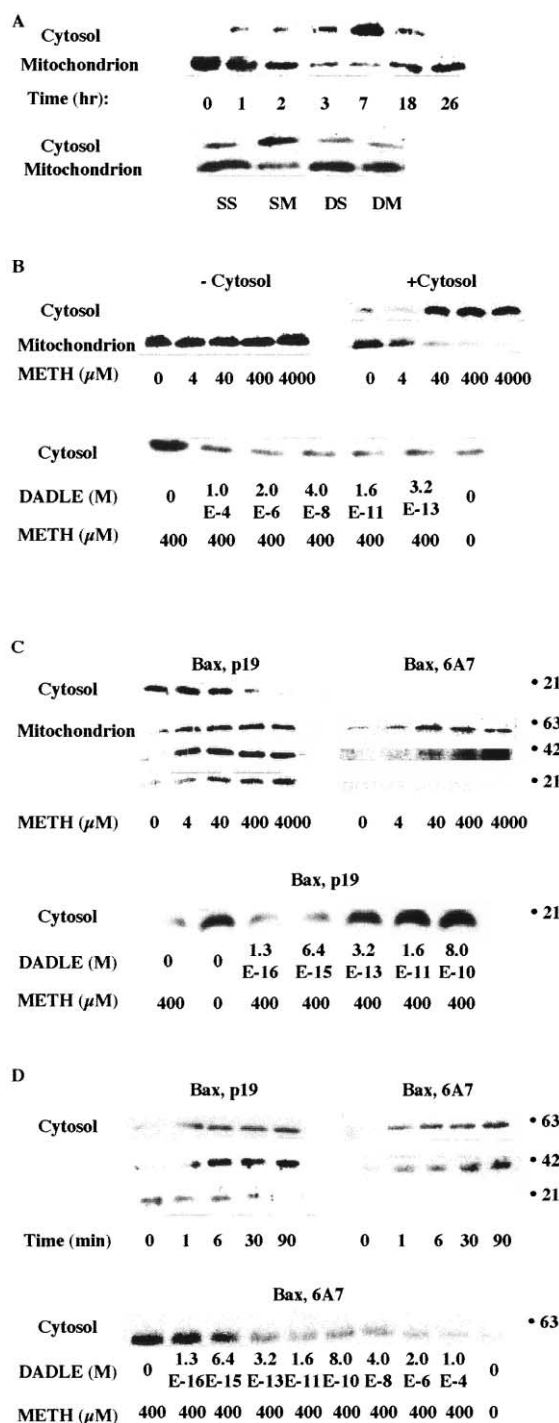 A
Cytosol
Mitochondrion
Time (hr): 0 1 2 3 7 18 26
Cytosol
Mitochondrion
SS SM DS DM
B
- Cytosol +Cytosol
Cytosol
Mitochondrion
METH (µM) 0 4 40 400 4000 0 4 40 400 4000
Cytosol
DADLE (M) 0 1.0 2.0 4.0 1.6 3.2 0
E-4 E-6 E-8 E-11 E-13
METH (µM) 400 400 400 400 400 400 0
C
Bax, p19 Bax, 6A7
Cytosol • 21
Mitochondrion • 63
• 42
• 21
METH (µM) 0 4 40 400 4000 0 4 40 400 4000
Bax, p19
Cytosol • 21
DADLE (M) 0 0 1.3 6.4 3.2 1.6 8.0
E-16 E-15 E-13 E-11 E-10
METH (µM) 400 0 400 400 400 400 400
D
Bax, p19 Bax, 6A7
Cytosol • 63
• 42
• 21
Time (min) 0 1 6 30 90 0 1 6 30 90
Bax, 6A7
Cytosol • 63
DADLE (M) 0 1.3 6.4 3.2 1.6 8.0 4.0 2.0 1.0 0
E-16 E-15 E-13 E-11 E-10 E-8 E-6 E-4
METH (µM) 400 400 400 400 400 400 400 400 400 0